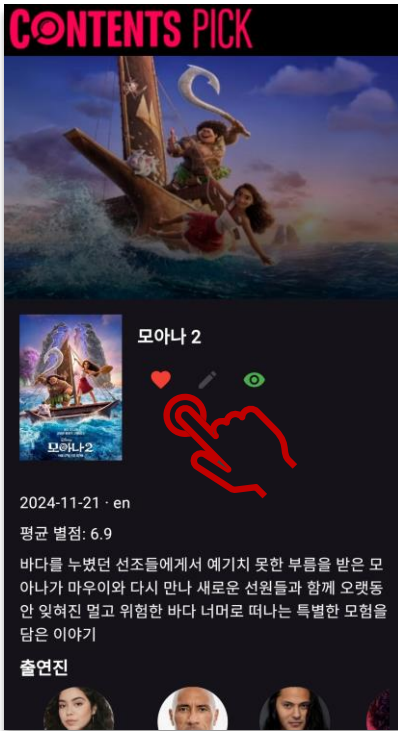 CONTENTS PICK
모아나2
모아나 2
2024-11-21 · en
평균 별점: 6.9
바다를 누볐던 선조들에게서 예기치 못한 부름을 받은 모
아나가 마우이와 다시 만나 새로운 선원들과 함께 오랫동
안 잊혀진 멀고 위험한 바다 너머로 떠나는 특별한 모험을
담은 이야기
출연진